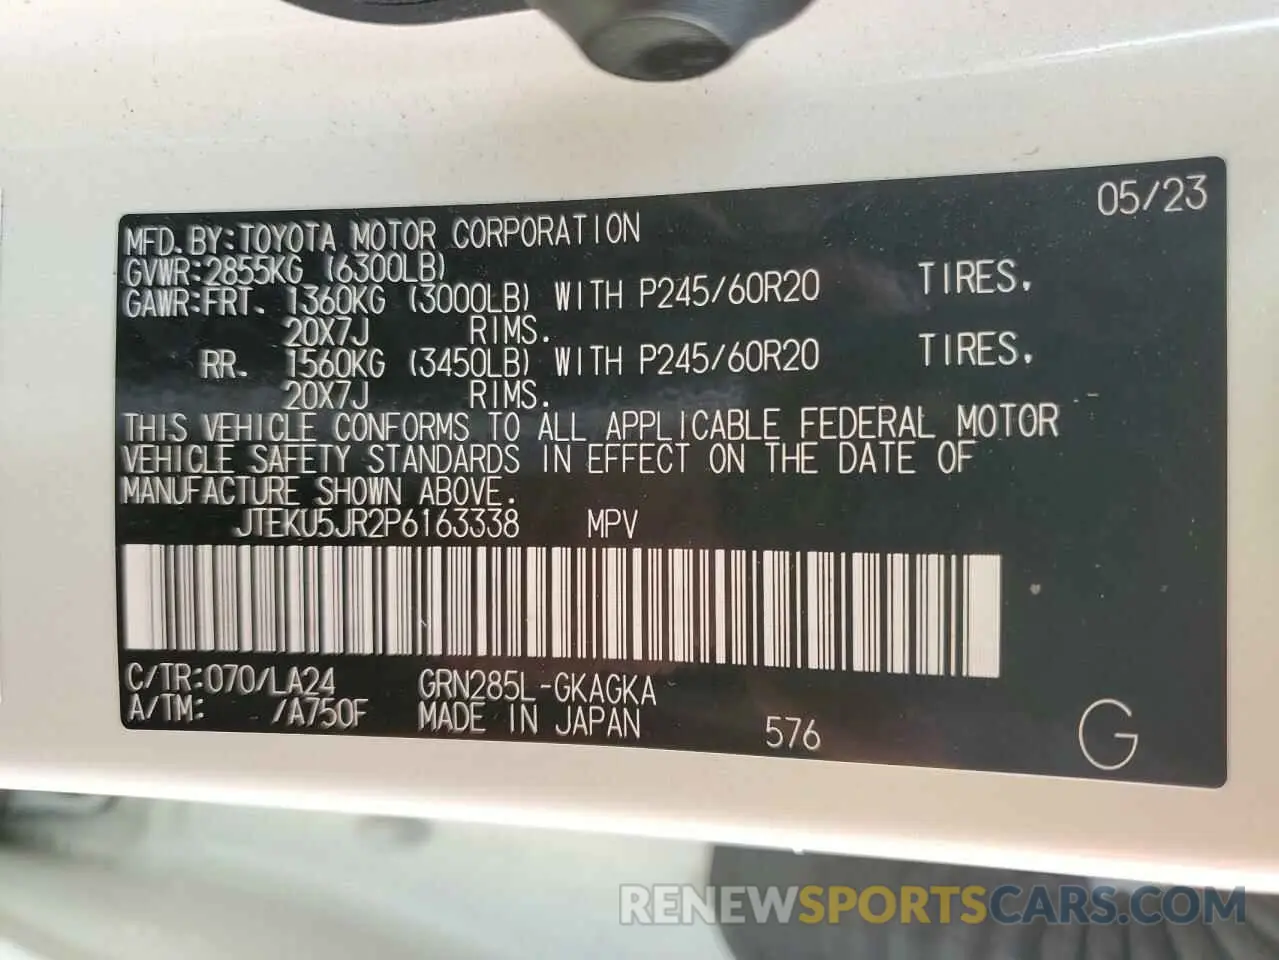 05/23
MFD.BY:TOYOTA MOTOR CORPORATION
GVWR:2855KG (6300LB)
GAWR:FRT. 1360KG (3000LB) WITH P245/60R20 TIRES.
20X7J RIMS.
RR. 1560KG (3450LB) WITH P245/60R20 TIRES.
20X7J RIMS.
THIS VEHICLE CONFORMS TO ALL APPLICABLE FEDERAL MOTOR
VEHICLE SAFETY STANDARDS IN EFFECT ON THE DATE OF
MANUFACTURE SHOWN ABOVE.
JTEKU5JR2P6163338 MPV
C/TR:070/LA24 GRN285L-GKAGKA
A/TM: /A750F MADE IN JAPAN 576 G
RENEWSPORTSCARS.COM